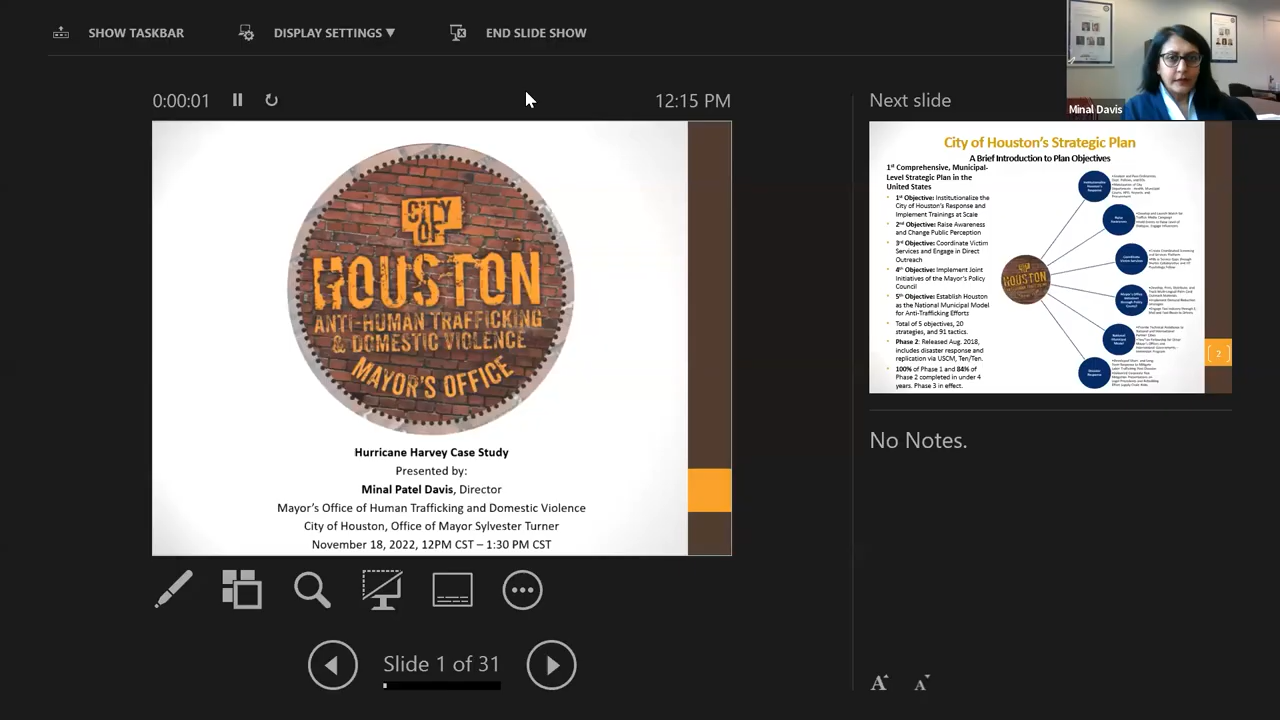 SHOW TASKBAR
DISPLAY SETTINGS ▼
END SLIDE SHOW
0:00:01
12:15 PM
HOUSTON
ANTI-HUMAN TRAFFICKING
& DOMESTIC VIOLENCE
MAYOR'S OFFICE
Hurricane Harvey Case Study
Presented by:
Minal Patel Davis, Director
Mayor's Office of Human Trafficking and Domestic Violence
City of Houston, Office of Mayor Sylvester Turner
November 18, 2022, 12PM CST – 1:30 PM CST
Slide 1 of 31
Next slide
Minal Davis
City of Houston's Strategic Plan
A Brief Introduction to Plan Objectives
1st Comprehensive, Municipal-
Level Strategic Plan in the
United States
1st Objective: Institutionalize the
City of Houston's Response and
Implement Trainings at Scale
2nd Objective: Raise Awareness
and Change Public Perception
3rd Objective: Coordinate Victim
Services and Engage in Direct
Outreach
4th Objective: Implement Joint
Initiatives of the Mayor's Policy
Council
5th Objective: Establish Houston
as the National Municipal Model
for Anti-Trafficking Efforts
Total of 5 objectives, 20
strategies, and 91 tactics.
Phase 2: Released Aug. 2018,
includes disaster response and
replication via USCM, Ten/Ten.
100% of Phase 1 and 84% of
Phase 2 completed in under 4
years. Phase 3 in effect.
HOUSTON
2
No Notes.
A A